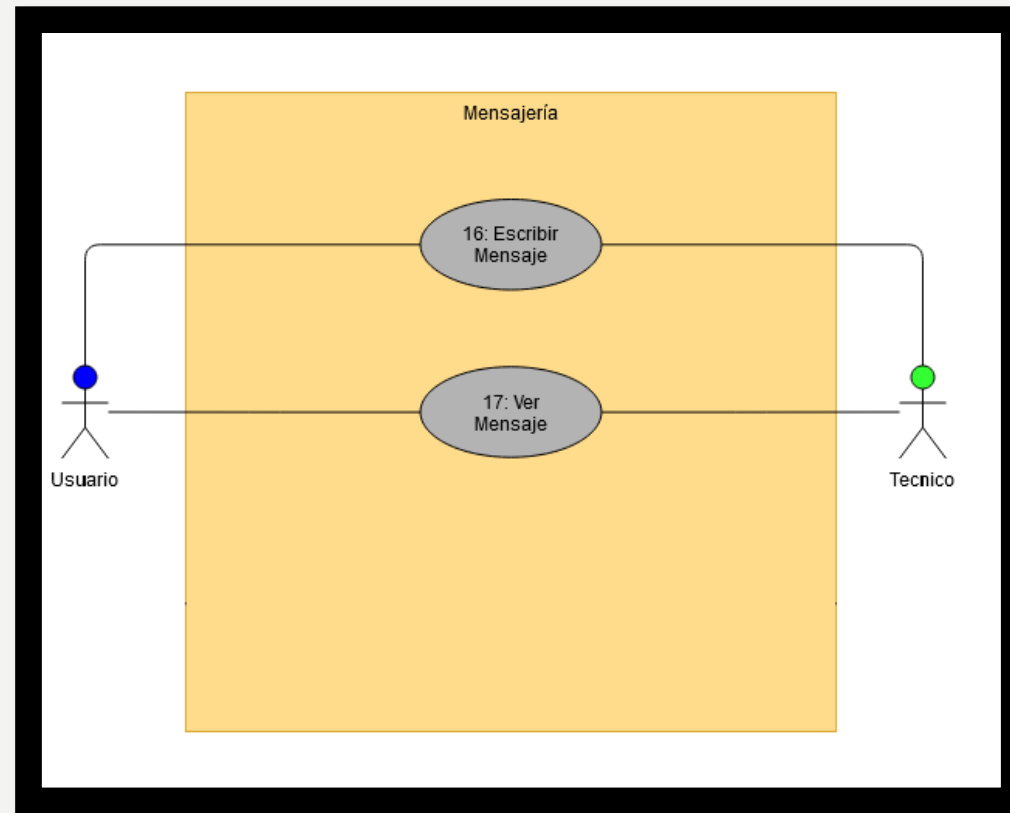 Mensajería
16: Escribir
Mensaje
17: Ver
Mensaje
Usuario
Tecnico